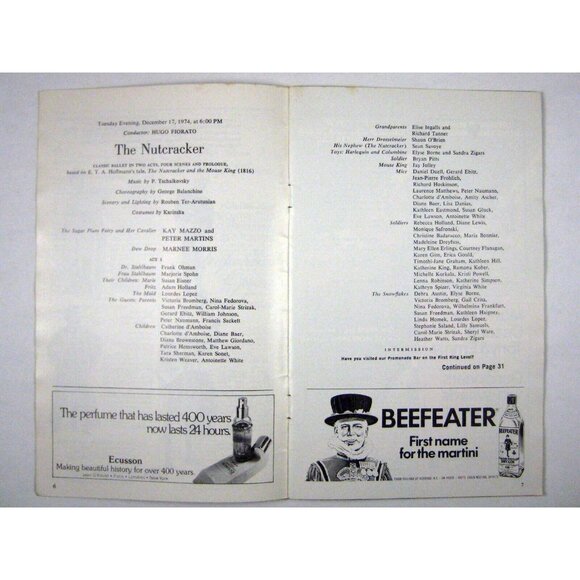 Tuesday Evening, December 17, 1974, at 6:00 PM
Conductor: HUGO FIORATO
The Nutcracker
CLASSIC BALLET IN TWO ACTS, FOUR SCENES AND PROLOGUE,
based on E. T. A. Hoffmann's tale, The Nutcracker and the Mouse King (1816)
Music by P. Tschaikovsky
Choreography by George Balanchine
Scenery and Lighting by Rouben Ter-Arutunian
Costumes by Karinska
The Sugar Plum Fairy and Her Cavalier KAY MAZZO and
PETER MARTINS
Dew Drop MARNEE MORRIS
ACT I
Dr. Stahlbaum Frank Ohman
Frau Stahlbaum Marjorie Spohn
Their Children: Marie Susan Eisner
Fritz Adam Holland
The Maid Lourdes Lopez
The Guests: Parents Victoria Bromberg, Nina Fedorova,
Susan Freedman, Carol-Marie Strizak,
Gerard Ebitz, William Johnson,
Peter Naumann, Francis Sackett
Children Catherine d'Amboise
Charlotte d'Amboise, Diane Baer,
Diana Brownstone, Matthew Giordano,
Patrice Hemsworth, Eve Lawson,
Tara Sherman, Karen Sonet,
Kristen Weaver, Antoinette White
The perfume that has lasted 400 years
now lasts 24 hours.
Ecusson
Making beautiful history for over 400 years.
6
Grandparents Elise Ingalls and
Richard Tanner
Herr Drosselmeier Shaun O'Brien
His Nephew (The Nutcracker) Sean Savoye
Toys: Harlequin and Columbine Elyse Borne and Sandra Zigars
Soldier Bryan Pitts
Mouse King Jay Jolley
Mice Daniel Duell, Gerard Ebitz,
Jean-Pierre Frohlich,
Richard Hoskinson,
Laurence Matthews, Peter Naumann,
Charlotte d'Amboise, Amity Ascher,
Diane Baer, Lisa Danias,
Kathleen Eastmond, Susan Gluck,
Eve Lawson, Antoinette White
Soldiers Rebecca Holland, Diana Lewis,
Monique Safronski,
Christine Badaracco, Maria Bonniar,
Madeleine Dreyfuss,
Mary Ellen Erlings, Courtney Flanagan,
Karen Ginn, Erica Gould,
Timothi-Jane Graham, Kathleen Hill,
Katherine King, Ramona Kober,
Michelle Kurkala, Kristi Powell,
Lenna Robinson, Katherine Simpson,
Kathryn Spizer, Virginia White
The Snowflakes Debra Austin, Elyse Borne,
Victoria Bromberg, Gail Crisa,
Nina Fedorova, Wilhelmina Frankfurt,
Susan Freedman, Kathleen Haigney,
Linda Homek, Lourdes Lopez,
Stephanie Saland, Lilly Samuels,
Carol-Marie Strizak, Sheryl Ware,
Heather Watts, Sandra Zigars
INTERMISSION
Have you visited our Promenade Bar on the First Ring Level?
Continued on Page 31
BEEFEATER
First name
for the martini
BEEFEATER
7